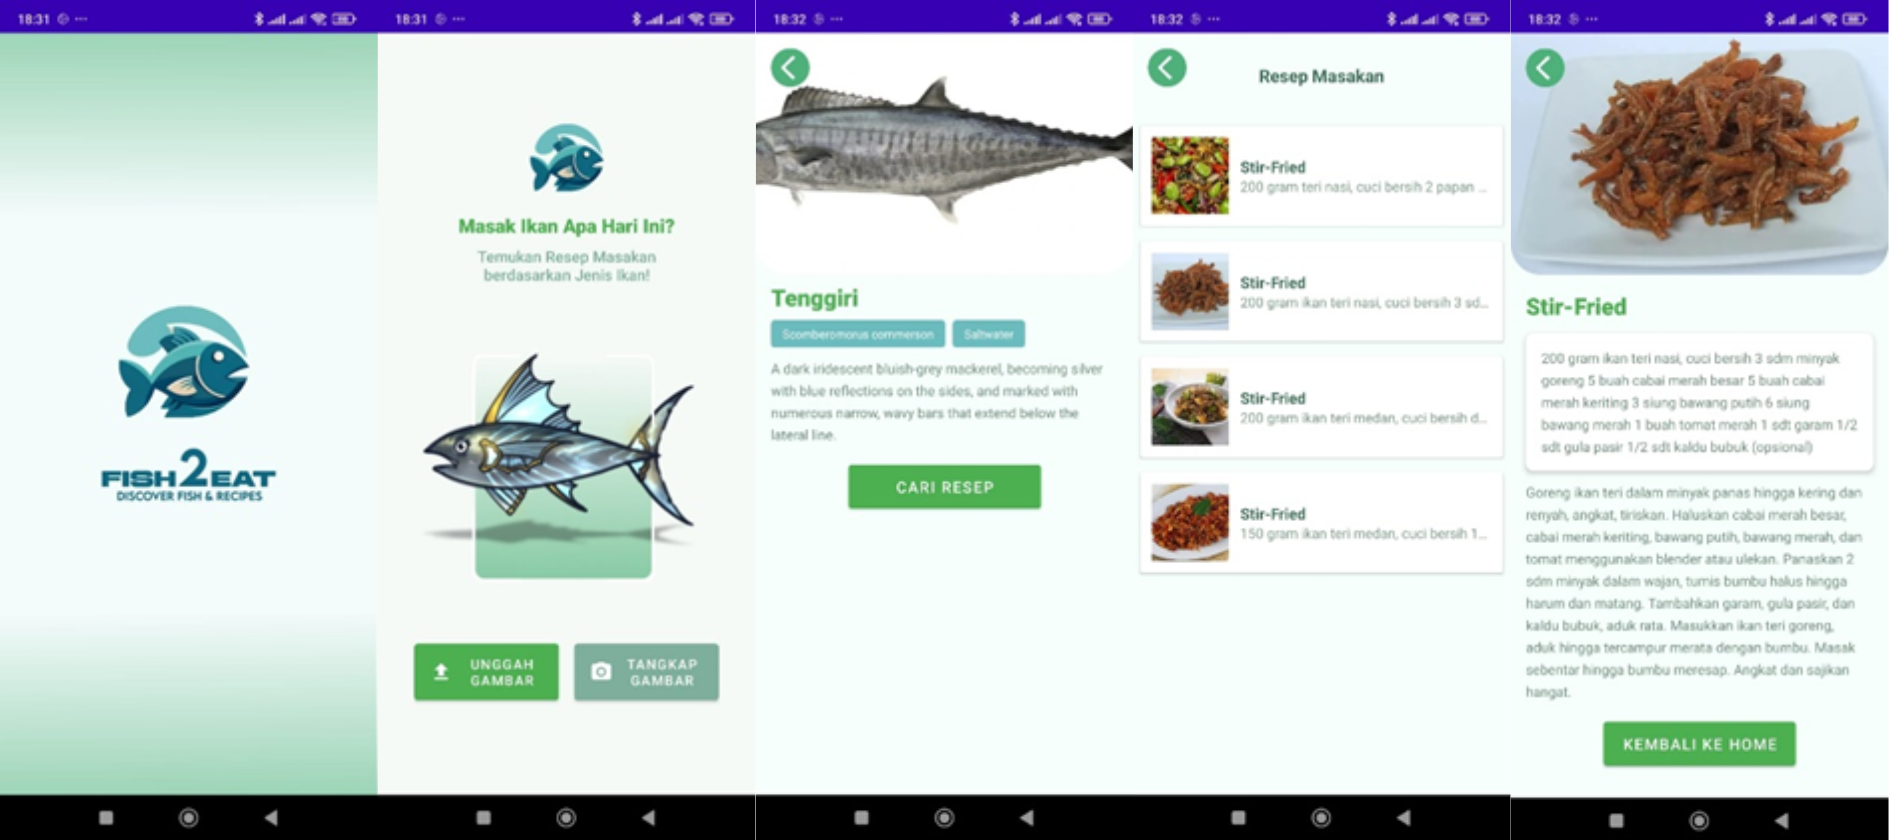 18:31
FISH2EAT
DISCOVER FISH & RECIPES
18:31
Masak Ikan Apa Hari Ini?
Temukan Resep Masakan
berdasarkan Jenis Ikan!
UNGGAH
GAMBAR
TANGKAP
GAMBAR
18:32
Tenggiri
Scomberomorus commerson
Saltwater
A dark iridescent bluish-grey mackerel, becoming silver
with blue reflections on the sides, and marked with
numerous narrow, wavy bars that extend below the
lateral line.
CARI RESEP
18:32
Resep Masakan
Stir-Fried
200 gram teri nasi, cuci bersih 2 papan ...
Stir-Fried
200 gram ikan teri nasi, cuci bersih 3 sd...
Stir-Fried
200 gram ikan teri medan, cuci bersih d...
Stir-Fried
150 gram ikan teri medan, cuci bersih 1...
18:32
Stir-Fried
200 gram ikan teri nasi, cuci bersih 3 sdm minyak
goreng 5 buah cabai merah besar 5 buah cabai
merah keriting 3 siung bawang putih 6 siung
bawang merah 1 buah tomat merah 1 sdt garam 1/2
sdt gula pasir 1/2 sdt kaldu bubuk (opsional)
Goreng ikan teri dalam minyak panas hingga kering dan
renyah, angkat, tiriskan. Haluskan cabai merah besar,
cabai merah keriting, bawang putih, bawang merah, dan
tomat menggunakan blender atau ulekan. Panaskan 2
sdm minyak dalam wajan, tumis bumbu halus hingga
harum dan matang. Tambahkan garam, gula pasir, dan
kaldu bubuk, aduk rata. Masukkan ikan teri goreng,
aduk hingga tercampur merata dengan bumbu. Masak
sebentar hingga bumbu meresap. Angkat dan sajikan
hangat.
KEMBALI KE HOME